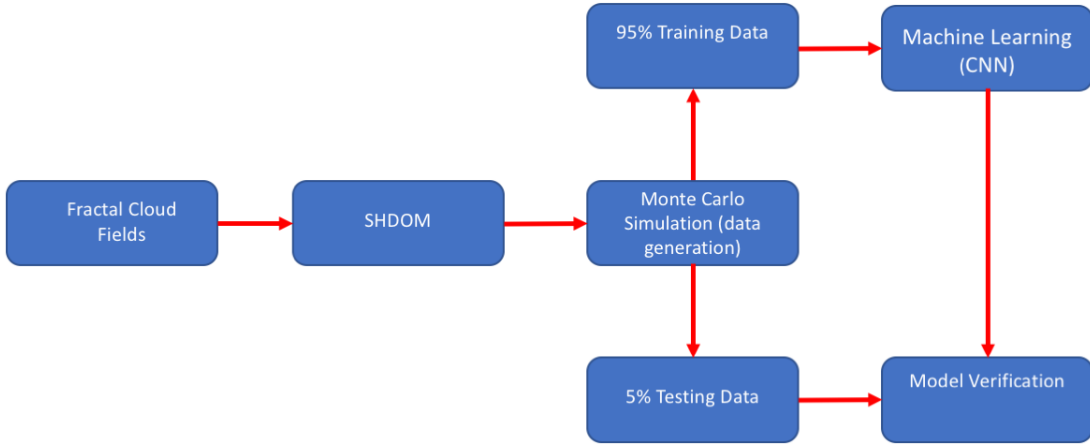 95% Training Data
Machine Learning
(CNN)
Fractal Cloud
Fields
SHDOM
Monte Carlo
Simulation (data
generation)
5% Testing Data
Model Verification